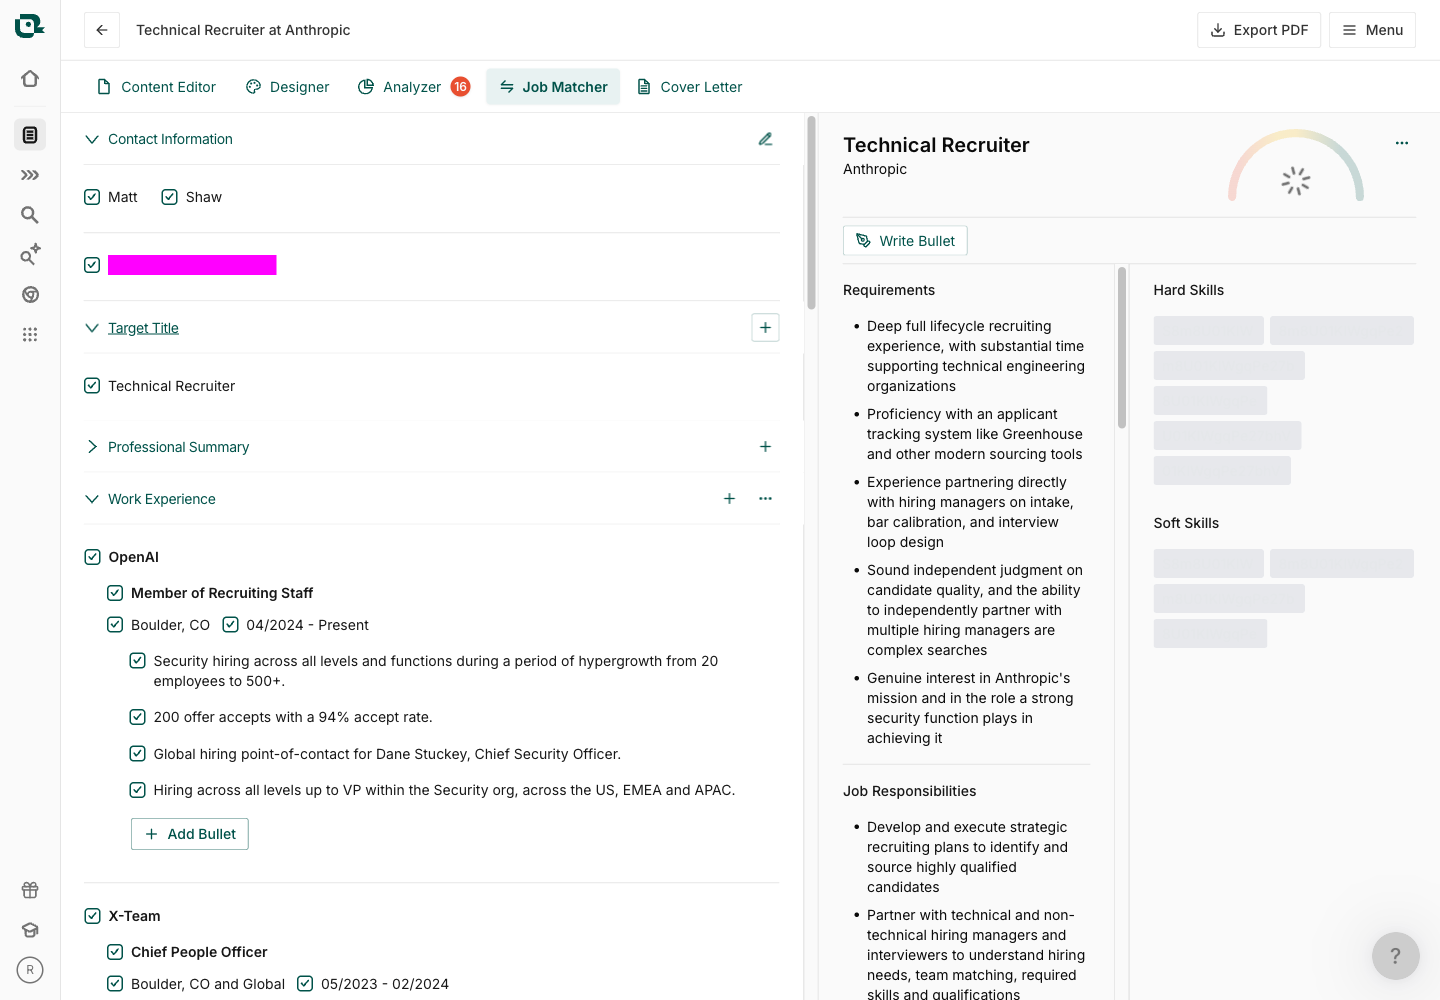 Technical Recruiter at Anthropic
Export PDF
Menu
Content Editor
Designer
Analyzer 16
Job Matcher
Cover Letter
Contact Information
Matt
Shaw
Target Title
Technical Recruiter
Professional Summary
Work Experience
OpenAI
Member of Recruiting Staff
Boulder, CO
04/2024 - Present
Security hiring across all levels and functions during a period of hypergrowth from 20
employees to 500+.
200 offer accepts with a 94% accept rate.
Global hiring point-of-contact for Dane Stuckey, Chief Security Officer.
Hiring across all levels up to VP within the Security org, across the US, EMEA and APAC.
Add Bullet
X-Team
Chief People Officer
Boulder, CO and Global
05/2023 - 02/2024
R
Technical Recruiter
Anthropic
Write Bullet
Requirements
• Deep full lifecycle recruiting
experience, with substantial time
supporting technical engineering
organizations
• Proficiency with an applicant
tracking system like Greenhouse
and other modern sourcing tools
• Experience partnering directly
with hiring managers on intake,
bar calibration, and interview
loop design
• Sound independent judgment on
candidate quality, and the ability
to independently partner with
multiple hiring managers are
complex searches
• Genuine interest in Anthropic's
mission and in the role a strong
security function plays in
achieving it
Job Responsibilities
• Develop and execute strategic
recruiting plans to identify and
source highly qualified
candidates
• Partner with technical and non-
technical hiring managers and
interviewers to understand hiring
needs, team matching, required
skills and qualifications
Hard Skills
Soft Skills
?